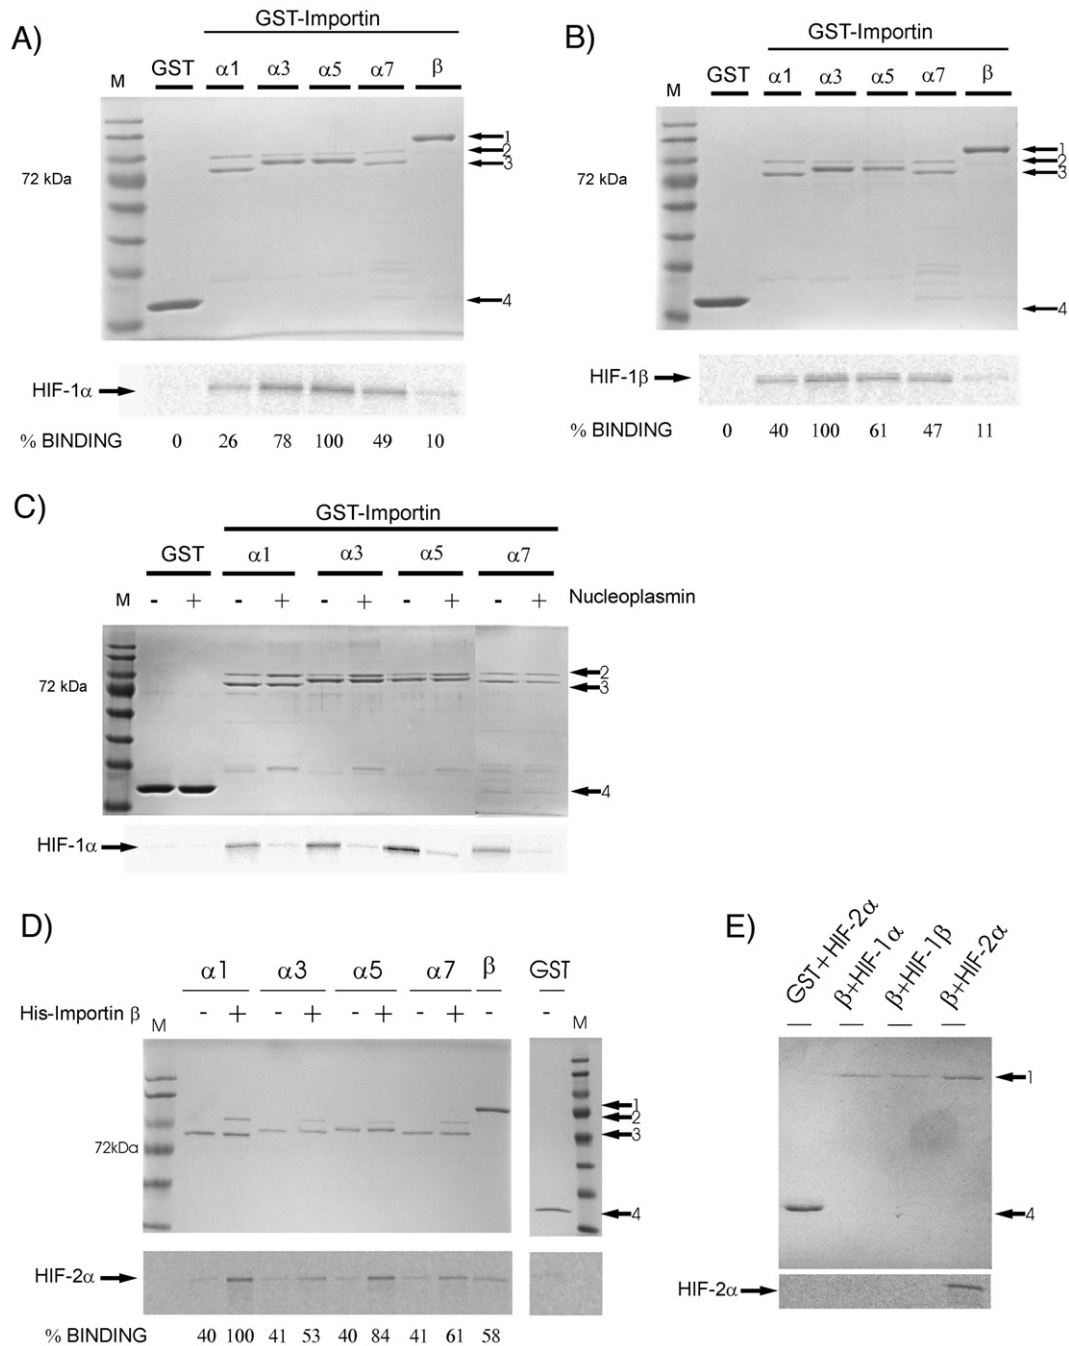 A)
GST-Importin
M GST α1 α3 α5 α7 β
1
2
72 kDa 3
4
HIF-1α
% BINDING 0 26 78 100 49 10
B)
GST-Importin
M GST α1 α3 α5 α7 β
1
2
72 kDa 3
4
HIF-1β
% BINDING 0 40 100 61 47 11
C)
GST-Importin
GST α1 α3 α5 α7
M - + - + - + - + - + Nucleoplasmin
2
72 kDa 3
4
HIF-1α
D)
α1 α3 α5 α7 β GST
His-Importin β - + - + - + - + - -
M M
1
2
3
72kDa
4
HIF-2α
% BINDING 40 100 41 53 40 84 41 61 58
E)
GST+HIF-2α
β+HIF-1α
β+HIF-1β
β+HIF-2α
1
4
HIF-2α